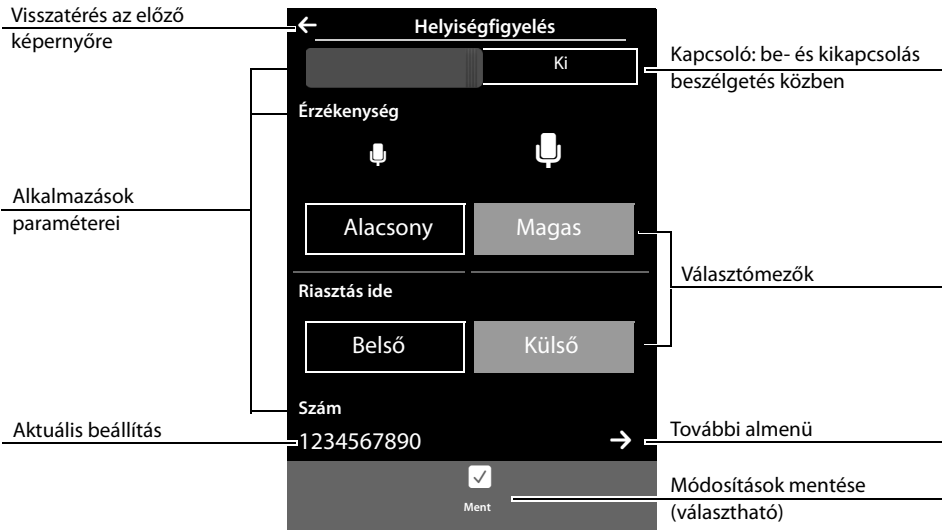 Visszatérés az előző
képernyőre
Helyiségfigyelés
Ki
Kapcsoló: be- és kikapcsolás
beszélgetés közben
Érzékenység
Alkalmazások
paraméterei
Alacsony
Magas
Választómezők
Riasztás ide
Belső
Külső
Szám
Aktuális beállítás
1234567890
További almenü
Ment
Módosítások mentése
(választható)